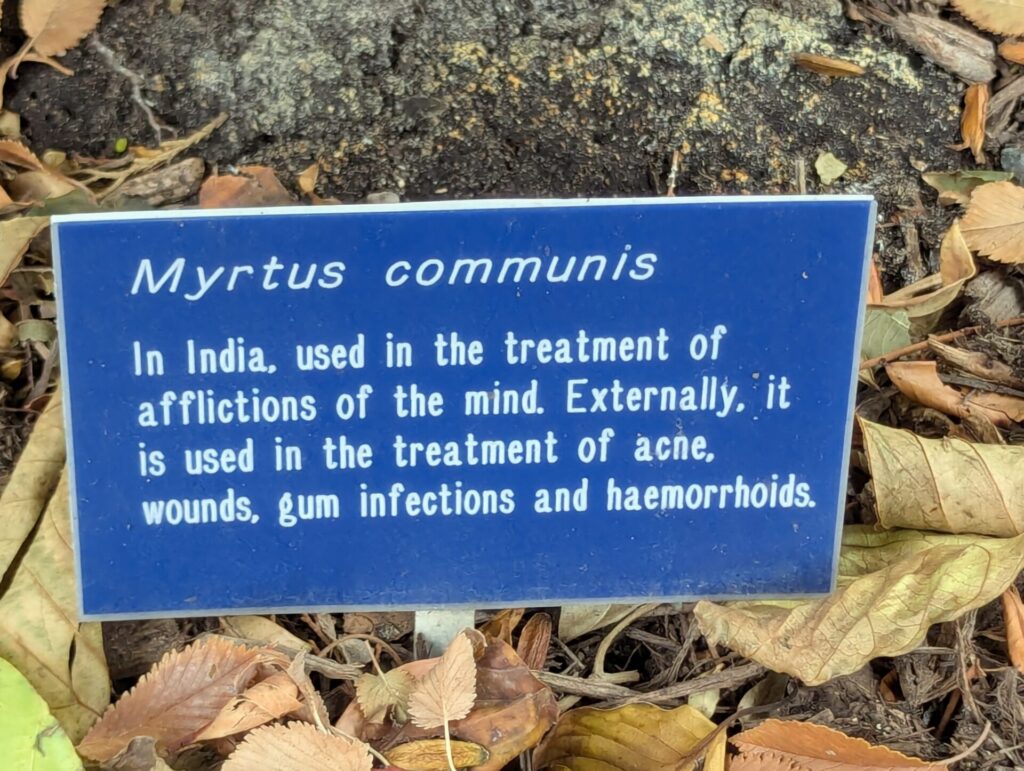 Myrtus communis
In India, used in the treatment of
afflictions of the mind. Externally, it
is used in the treatment of acne,
wounds, gum infections and haemorrhoids.